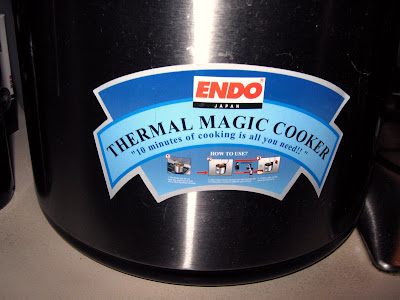 ENDO
JAPAN
THERMAL MAGIC COOKER
"10 minutes of cooking is all you need!!"
HOW TO USE?